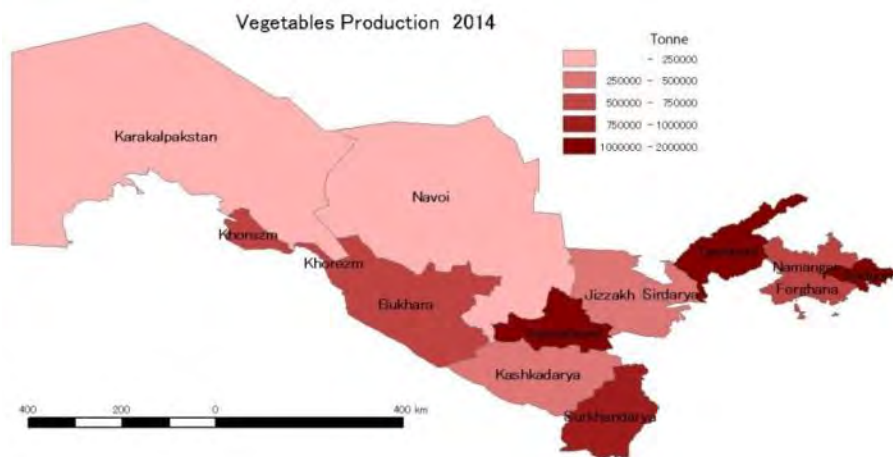 Vegetables Production 2014
Tonne
- 250000
250000 - 500000
500000 - 750000
750000 - 1000000
1000000 - 2000000
Karakalpakstan
Navoi
Khorezm
Khorezm
Bukhara
Jizzakh
Sirdarya
Namangan
Ferghana
Kashkadarya
Surkhandarya
400 200 0 400 km